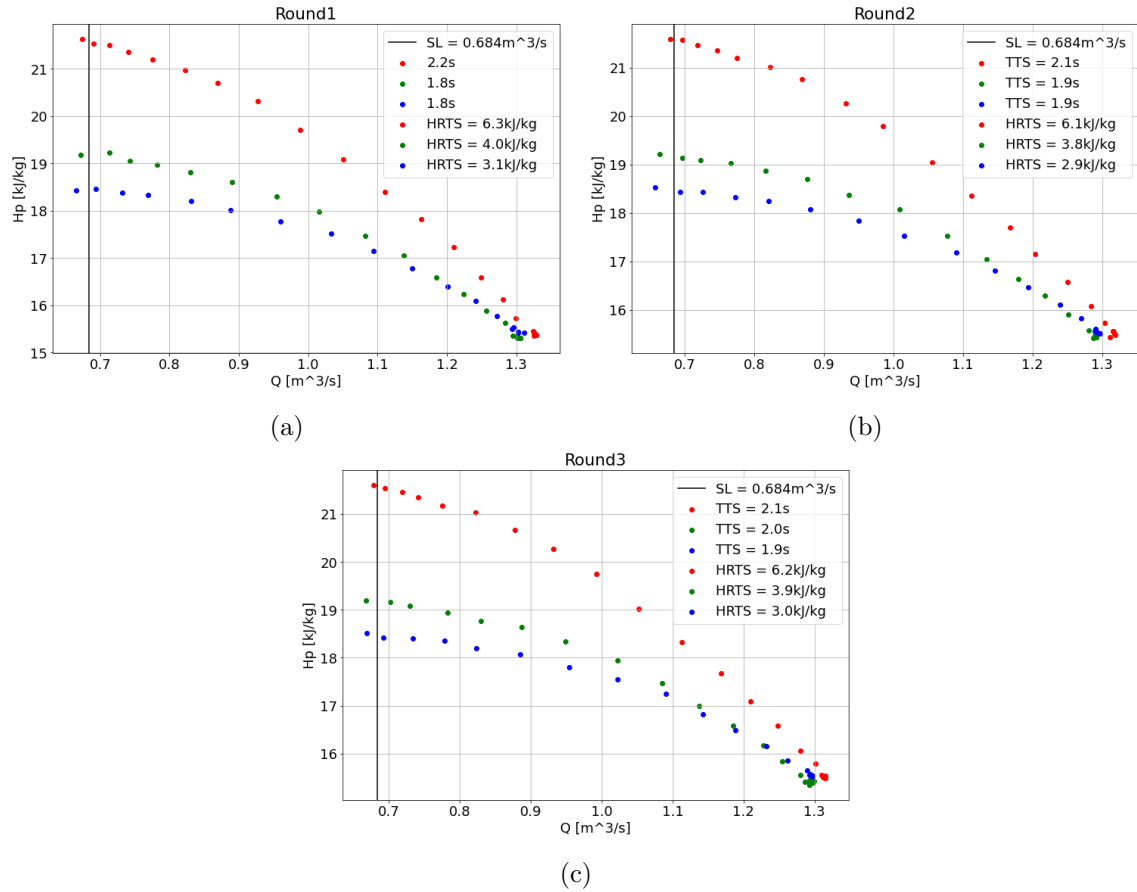 Round1
Hp [kJ/kg]
21
20
19
18
17
16
15
SL = 0.684m^3/s
2.2s
1.8s
1.8s
HRTS = 6.3kJ/kg
HRTS = 4.0kJ/kg
HRTS = 3.1kJ/kg
0.7 0.8 0.9 1.0 1.1 1.2 1.3
Q [m^3/s]
(a)
Round2
Hp [kJ/kg]
21
20
19
18
17
16
SL = 0.684m^3/s
TTS = 2.1s
TTS = 1.9s
TTS = 1.9s
HRTS = 6.1kJ/kg
HRTS = 3.8kJ/kg
HRTS = 2.9kJ/kg
0.7 0.8 0.9 1.0 1.1 1.2 1.3
Q [m^3/s]
(b)
Round3
Hp [kJ/kg]
21
20
19
18
17
16
SL = 0.684m^3/s
TTS = 2.1s
TTS = 2.0s
TTS = 1.9s
HRTS = 6.2kJ/kg
HRTS = 3.9kJ/kg
HRTS = 3.0kJ/kg
0.7 0.8 0.9 1.0 1.1 1.2 1.3
Q [m^3/s]
(c)